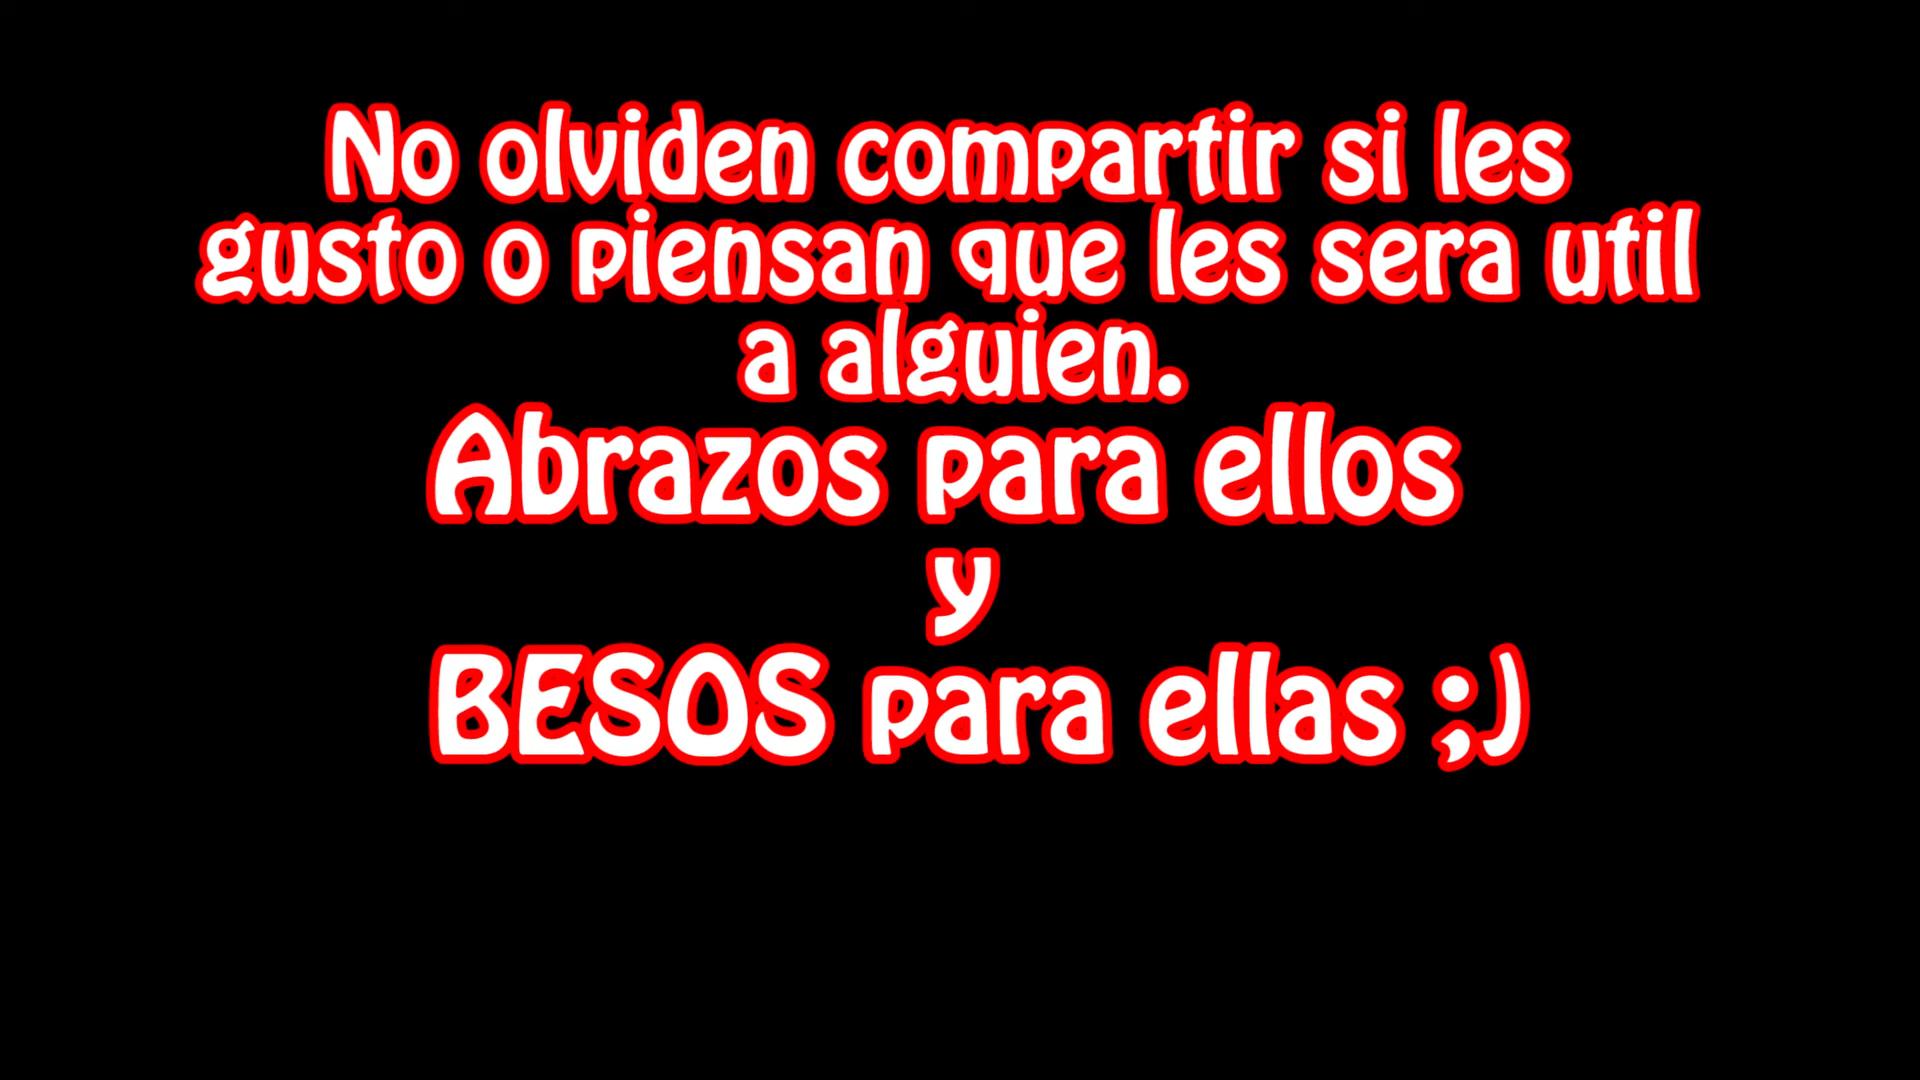 No olviden compartir si les
gusto o piensan que les sera util
a alguien.
Abrazos para ellos
y
BESOS para ellas ;)